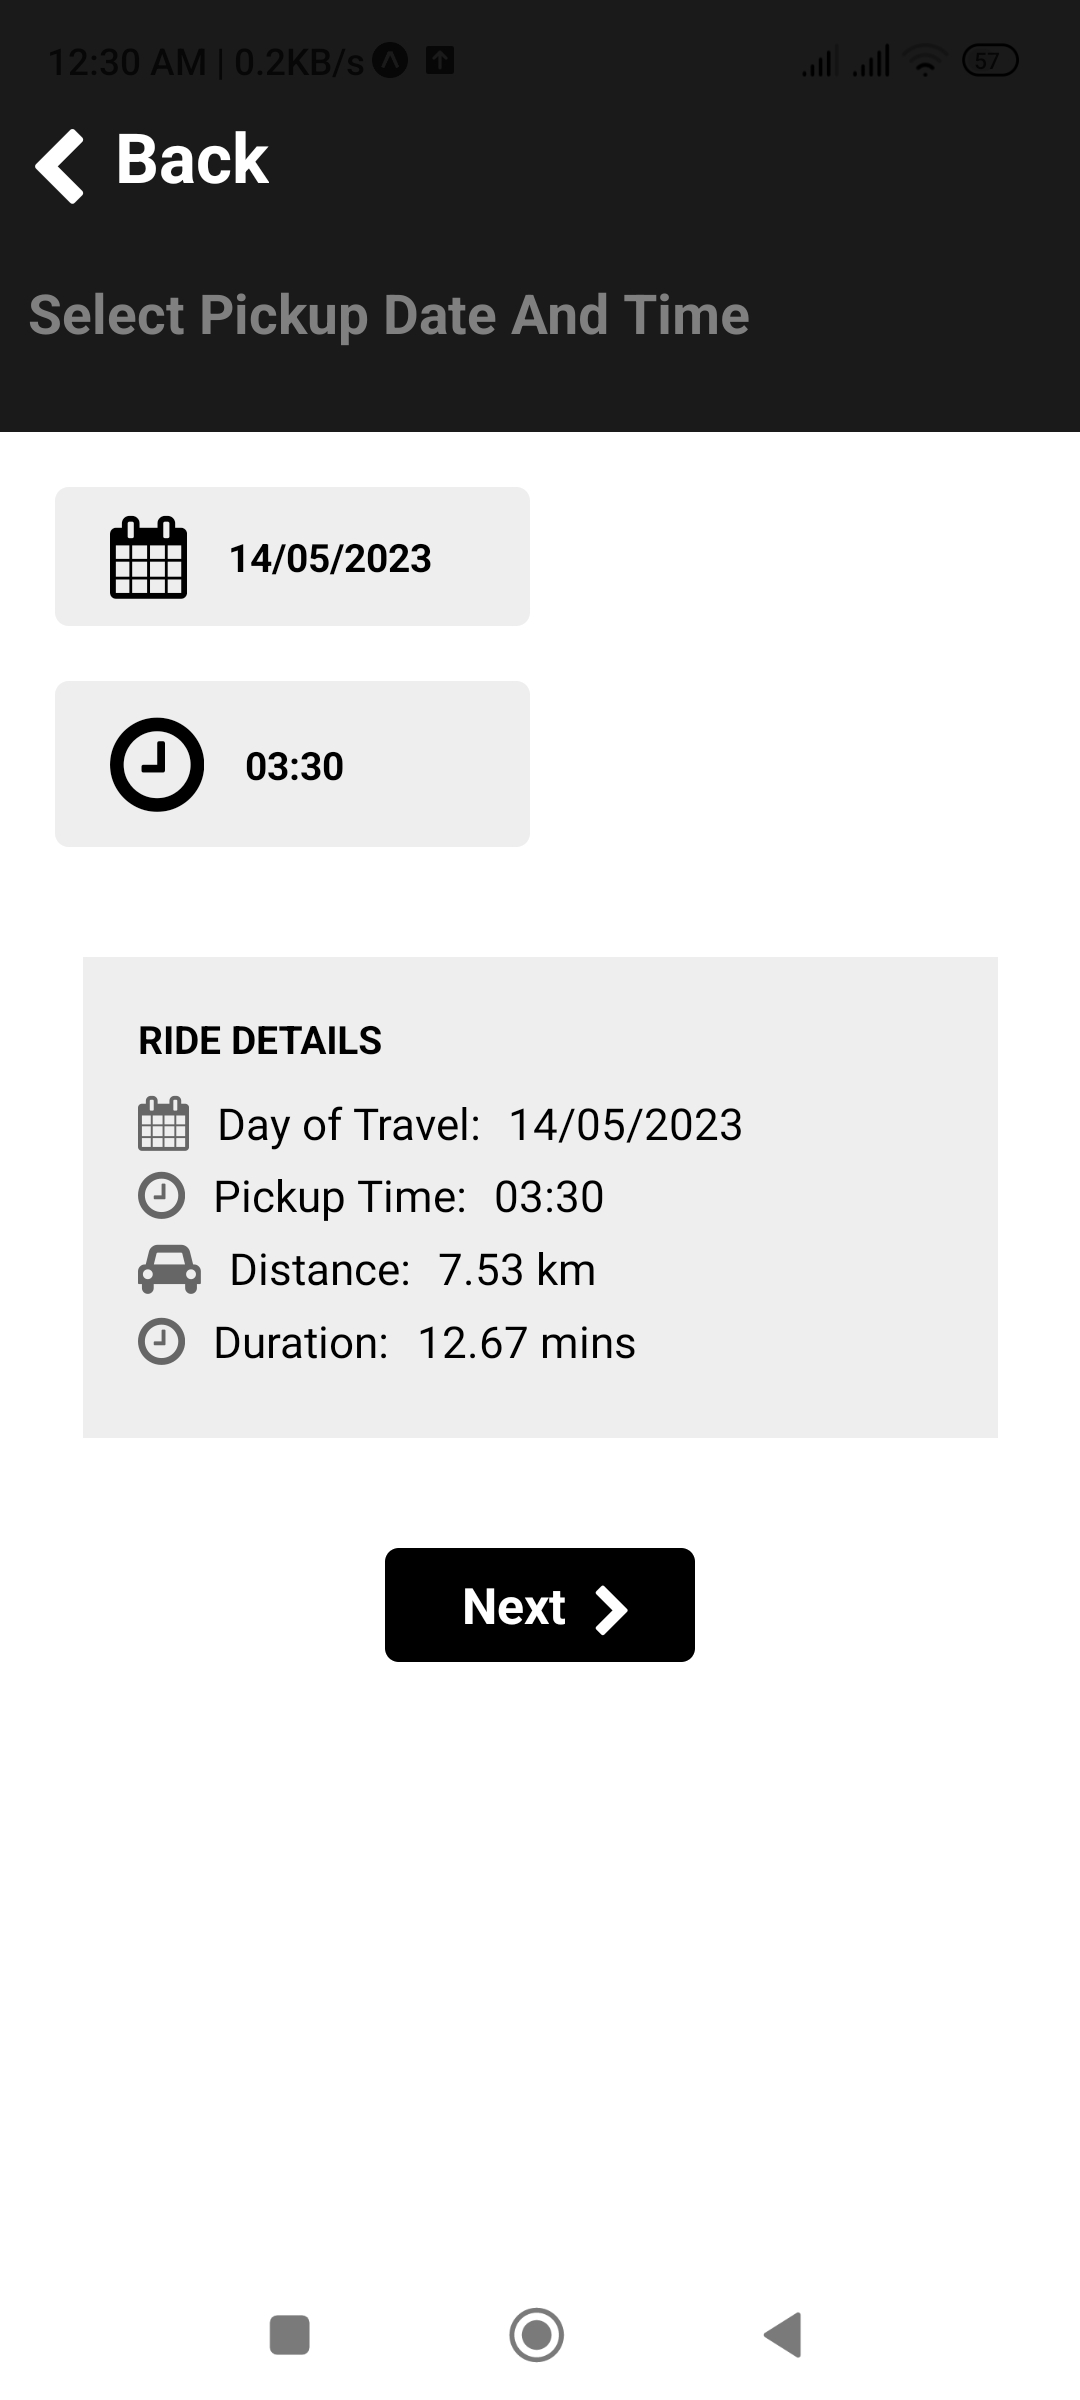 12:30 AM | 0.2KB/s
57
Back
Select Pickup Date And Time
14/05/2023
03:30
RIDE DETAILS
Day of Travel: 14/05/2023
Pickup Time: 03:30
Distance: 7.53 km
Duration: 12.67 mins
Next